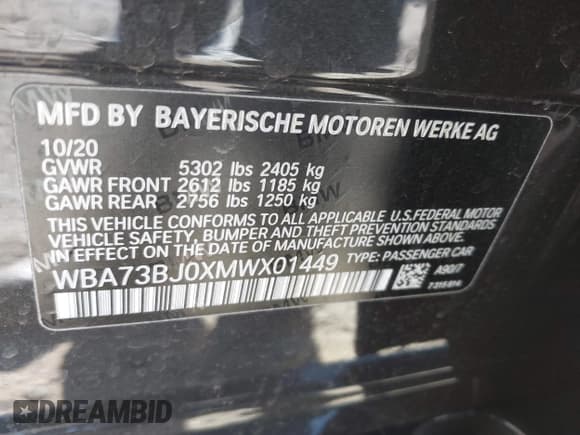 MFD BY BAYERISCHE MOTOREN WERKE AG
10/20
GVWR 5302 lbs 2405 kg
GAWR FRONT 2612 lbs 1185 kg
GAWR REAR 2756 lbs 1250 kg
THIS VEHICLE CONFORMS TO ALL APPLICABLE U.S.FEDERAL MOTOR
VEHICLE SAFETY, BUMPER AND THEFT PREVENTION STANDARDS
IN EFFECT ON THE DATE OF MANUFACTURE SHOWN ABOVE.
WBA73BJ0XMWX01449 TYPE: PASSENGER CAR
A90/7
DREAMBID